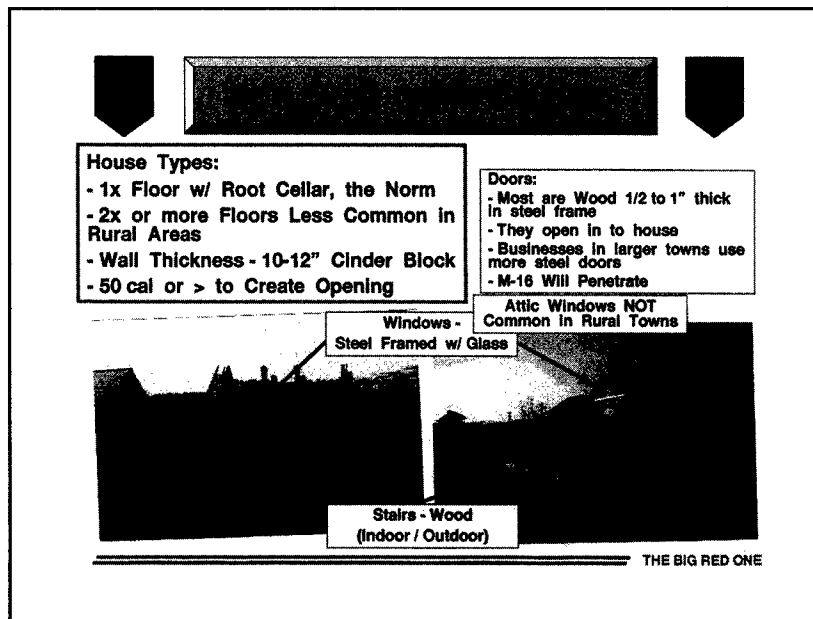 House Types:
- 1x Floor w/ Root Cellar, the Norm
- 2x or more Floors Less Common in
Rural Areas
- Wall Thickness - 10-12” Cinder Block
- 50 cal or > to Create Opening
Doors:
- Most are Wood 1/2 to 1” thick
in steel frame
- They open in to house
- Businesses in larger towns use
more steel doors
- M-16 Will Penetrate
Attic Windows NOT
Common in Rural Towns
Windows -
Steel Framed w/ Glass
Stairs - Wood
(Indoor / Outdoor)
THE BIG RED ONE